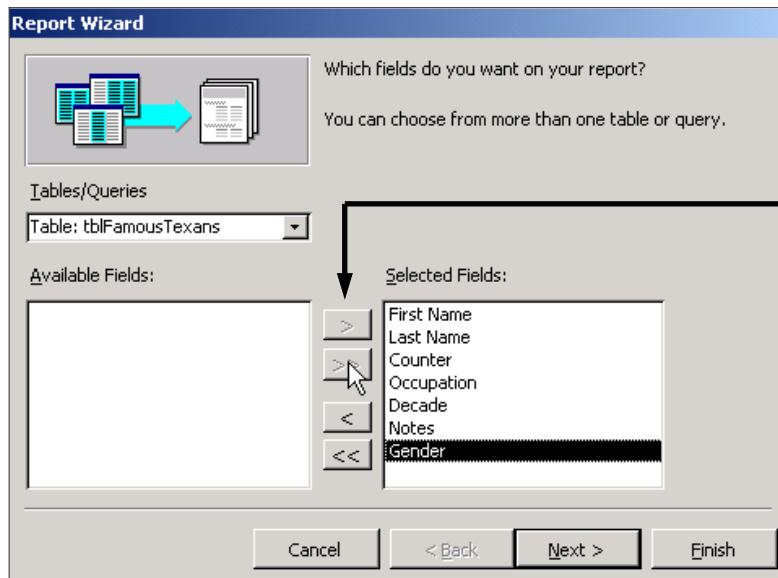 Report Wizard
Which fields do you want on your report?
You can choose from more than one table or query.
Tables/Queries
Table: tblFamousTexans
Available Fields:
Selected Fields:
>
>>
<
<<
First Name
Last Name
Counter
Occupation
Decade
Notes
Gender
Cancel
< Back
Next >
Finish